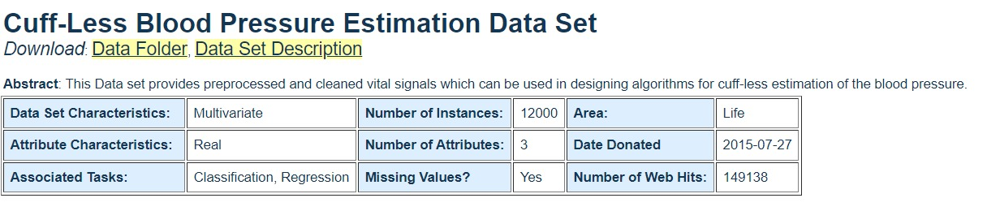 Cuff-Less Blood Pressure Estimation Data Set
Download: Data Folder, Data Set Description
Abstract: This Data set provides preprocessed and cleaned vital signals which can be used in designing algorithms for cuff-less estimation of the blood pressure.
Data Set Characteristics: Multivariate Number of Instances: 12000 Area: Life
Attribute Characteristics: Real Number of Attributes: 3 Date Donated 2015-07-27
Associated Tasks: Classification, Regression Missing Values? Yes Number of Web Hits: 149138